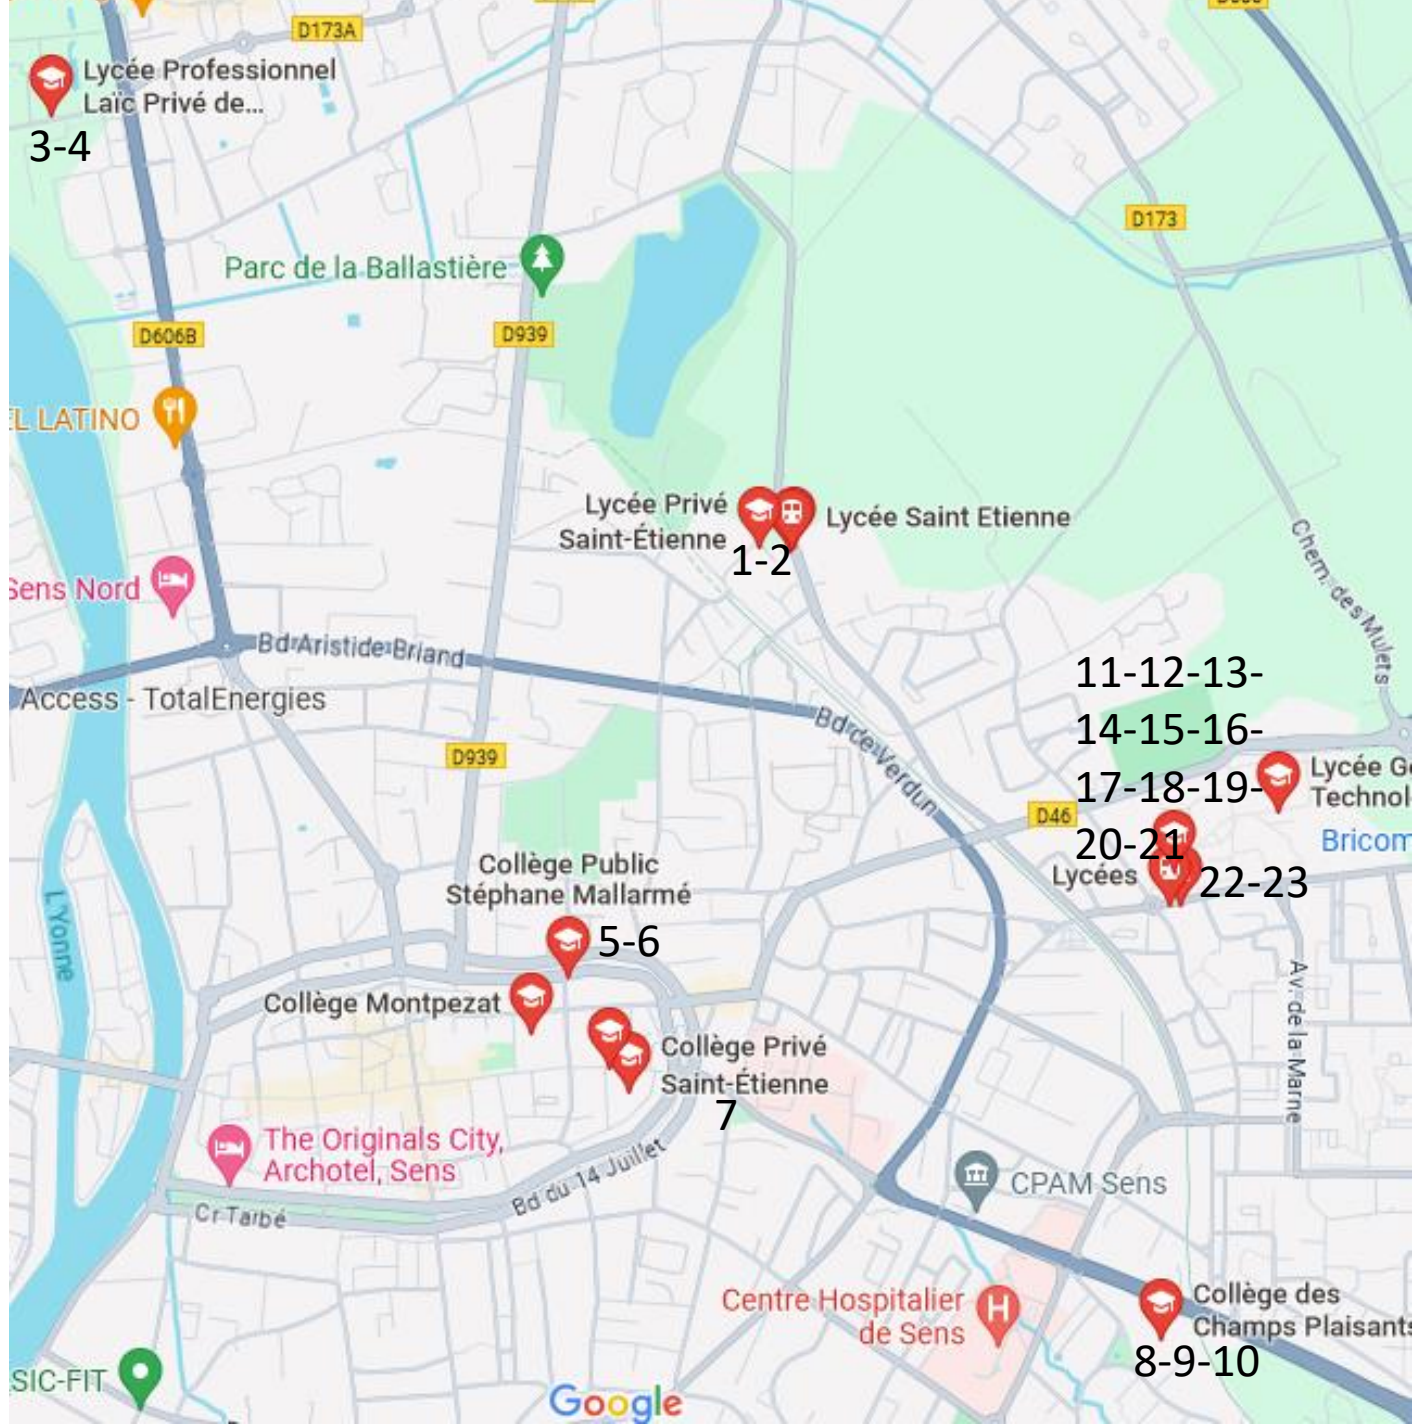 D173A
Lycée Professionnel
Laïc Privé de...
3-4
D173
Parc de la Ballastière
D606B
D939
EL LATINO
Lycée Privé
Saint-Étienne
Lycée Saint Etienne
1-2
Chem. des Mulets
Sens Nord
Bd Aristide Briand
Access - TotalEnergies
11-12-13-
14-15-16-
17-18-19-
20-21
Bd de Verdun
D939
Lycée Ge
Technol
D46
Bricom
Lycées
22-23
Collège Public
Stéphane Mallarmé
5-6
L'Yonne
Collège Montpezat
Av. de la Marne
Collège Privé
Saint-Étienne
7
The Originals City,
Archotel, Sens
Bd du 14 Juillet
Cr Tarbé
CPAM Sens
Centre Hospitalier
de Sens
H
Collège des
Champs Plaisants
8-9-10
SIC-FIT
Google